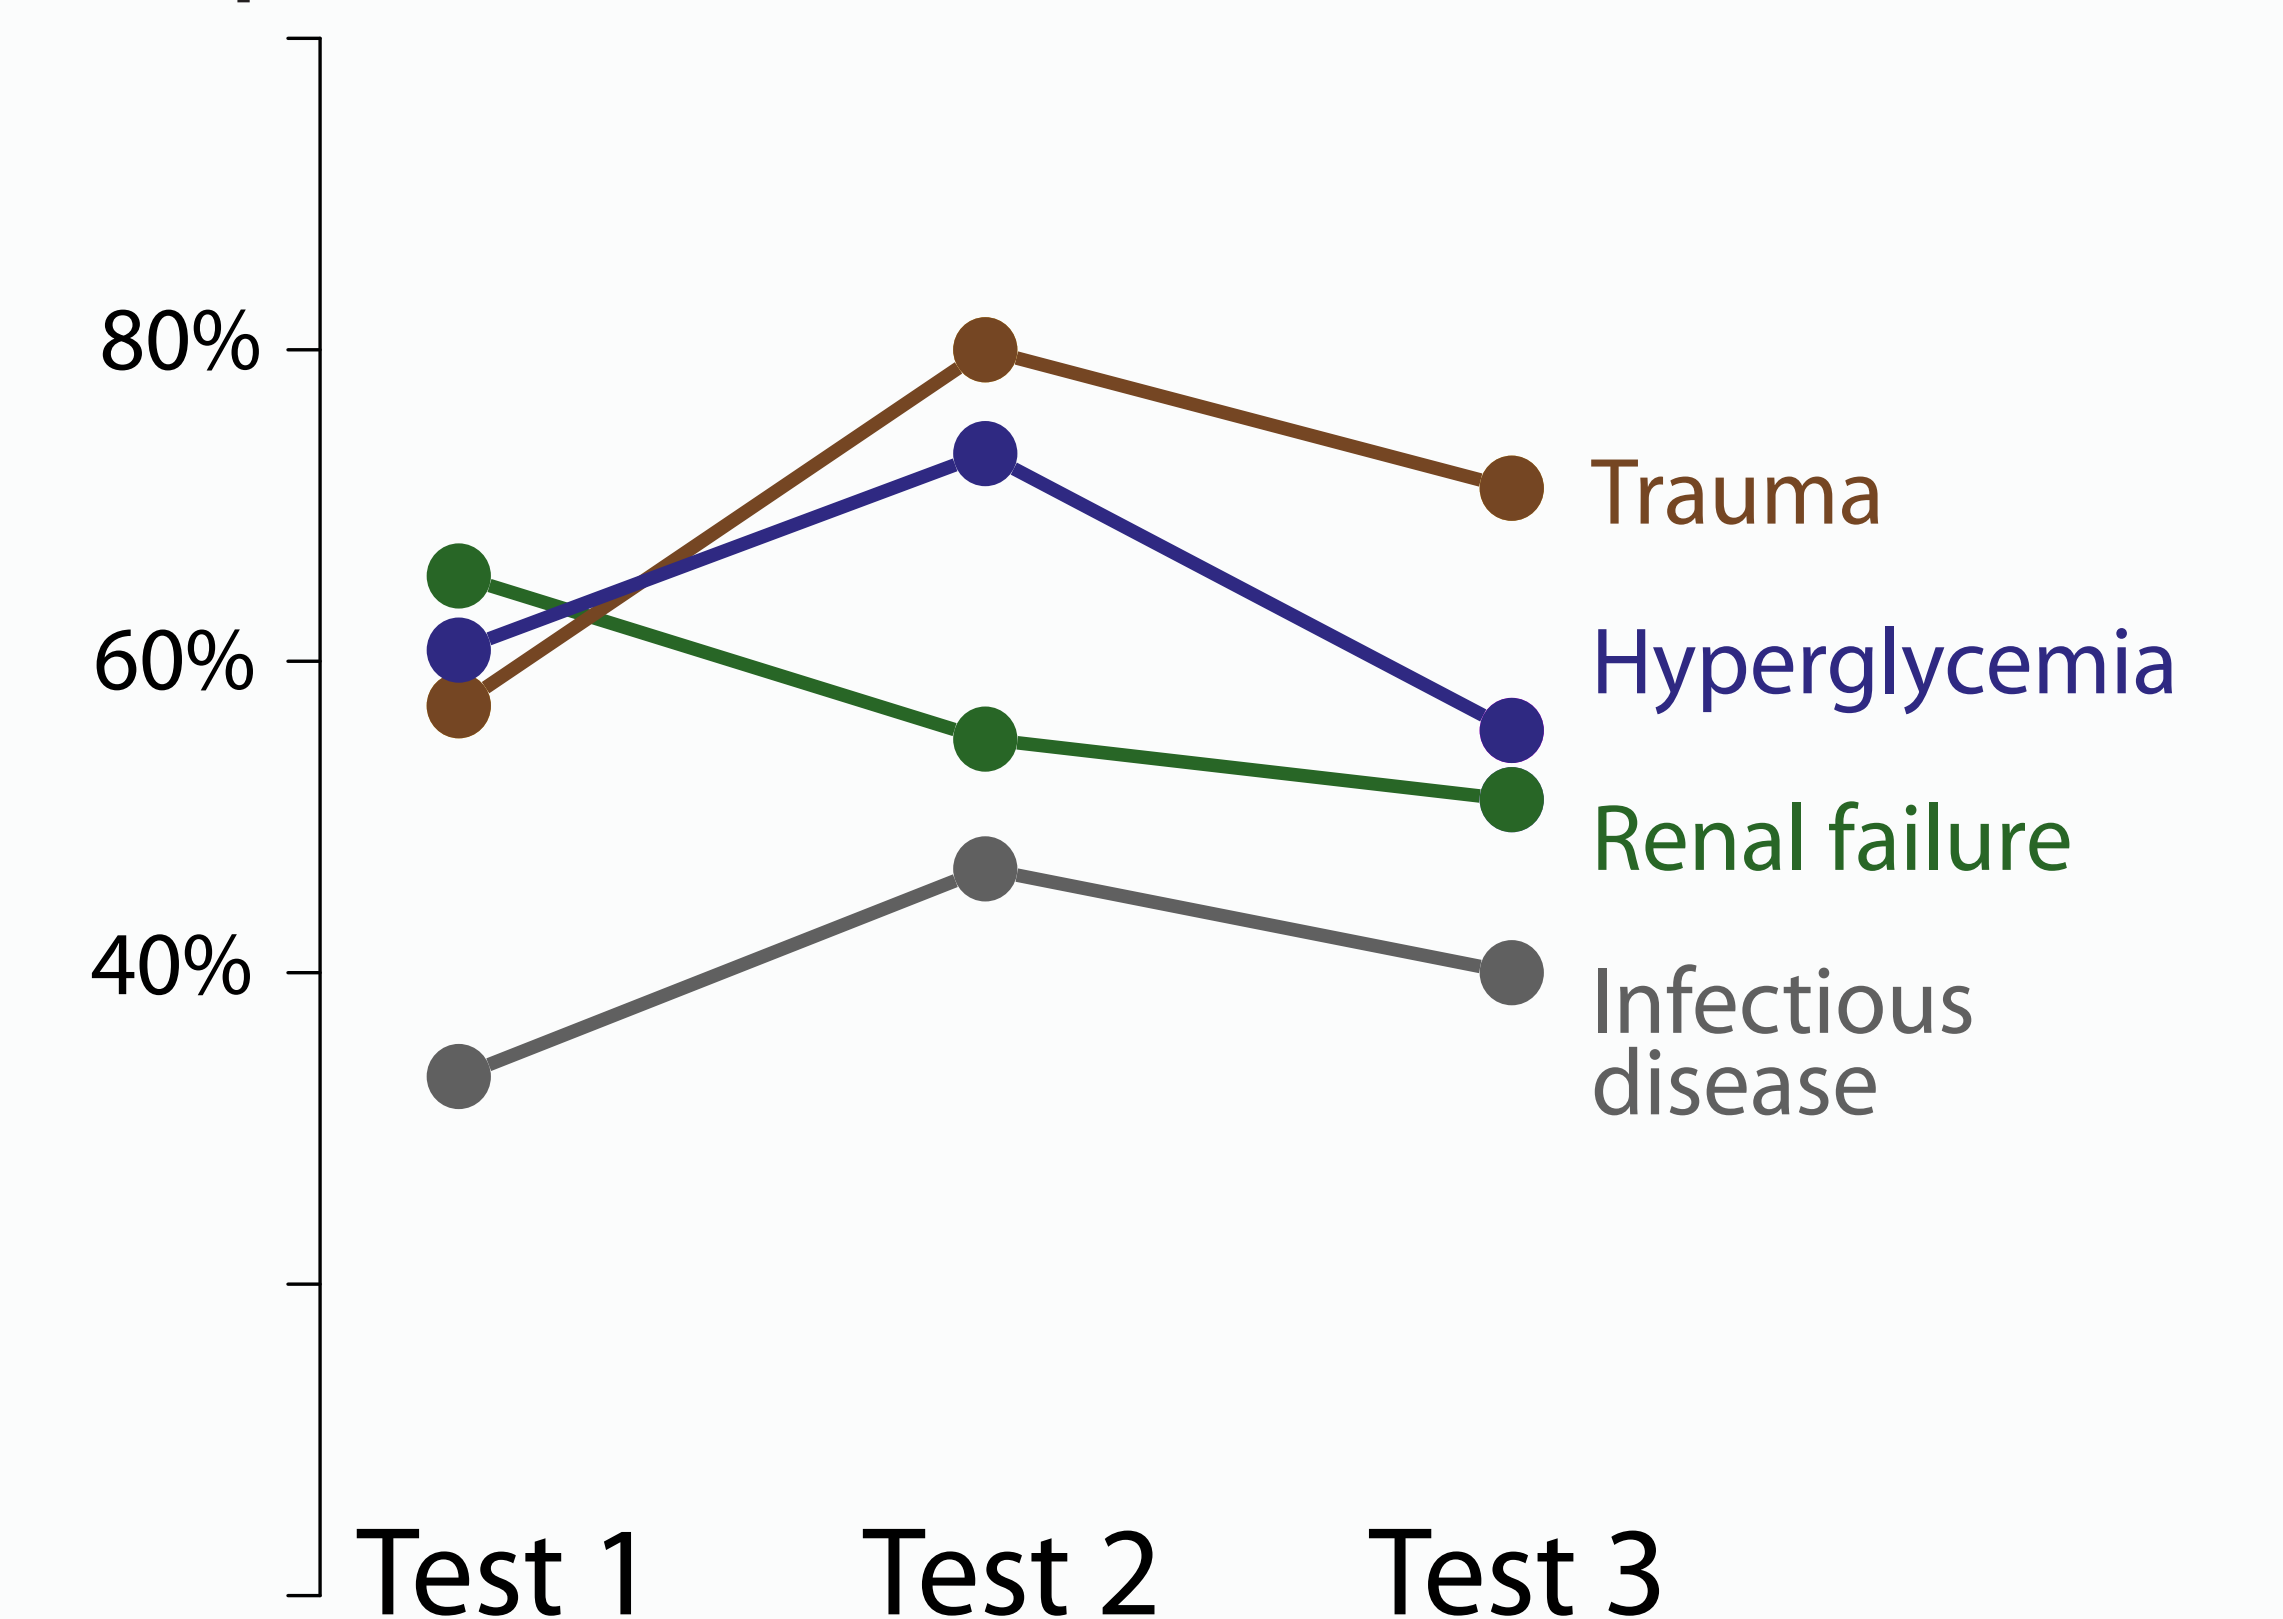 80%
60%
40%
Trauma
Hyperglycemia
Renal failure
Infectious
disease
Test 1
Test 2
Test 3